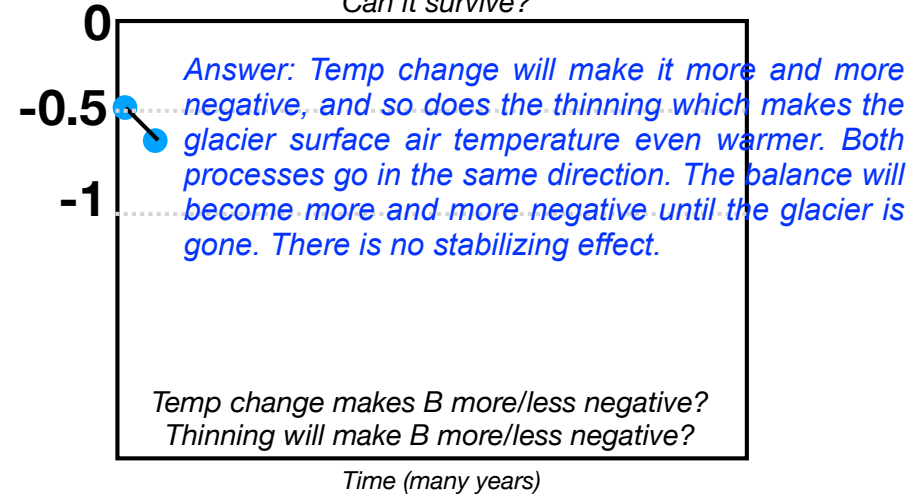 Can it survive?
0
Answer: Temp change will make it more and more
-0.5
negative, and so does the thinning which makes the
glacier surface air temperature even warmer. Both
processes go in the same direction. The balance will
-1
become more and more negative until the glacier is
gone. There is no stabilizing effect.
Temp change makes B more/less negative?
Thinning will make B more/less negative?
Time (many years)